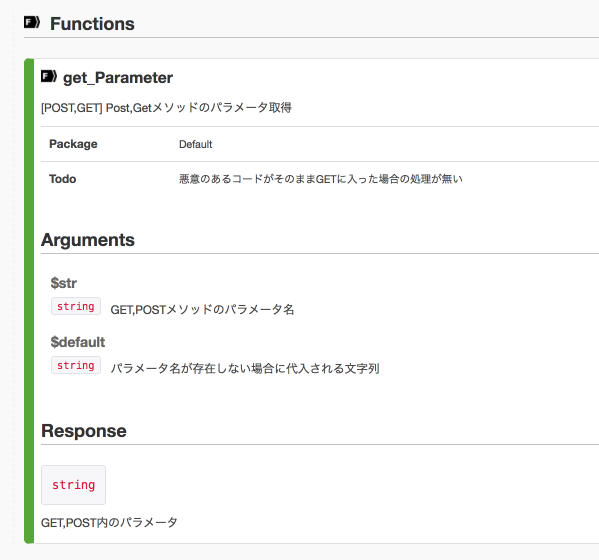 Functions
get_Parameter
[POST,GET] Post,Getメソッドのパラメータ取得
Package Default
Todo 悪意のあるコードがそのままGETに入った場合の処理が無い
Arguments
$str
string GET,POSTメソッドのパラメータ名
$default
string パラメータ名が存在しない場合に代入される文字列
Response
string
GET,POST内のパラメータ